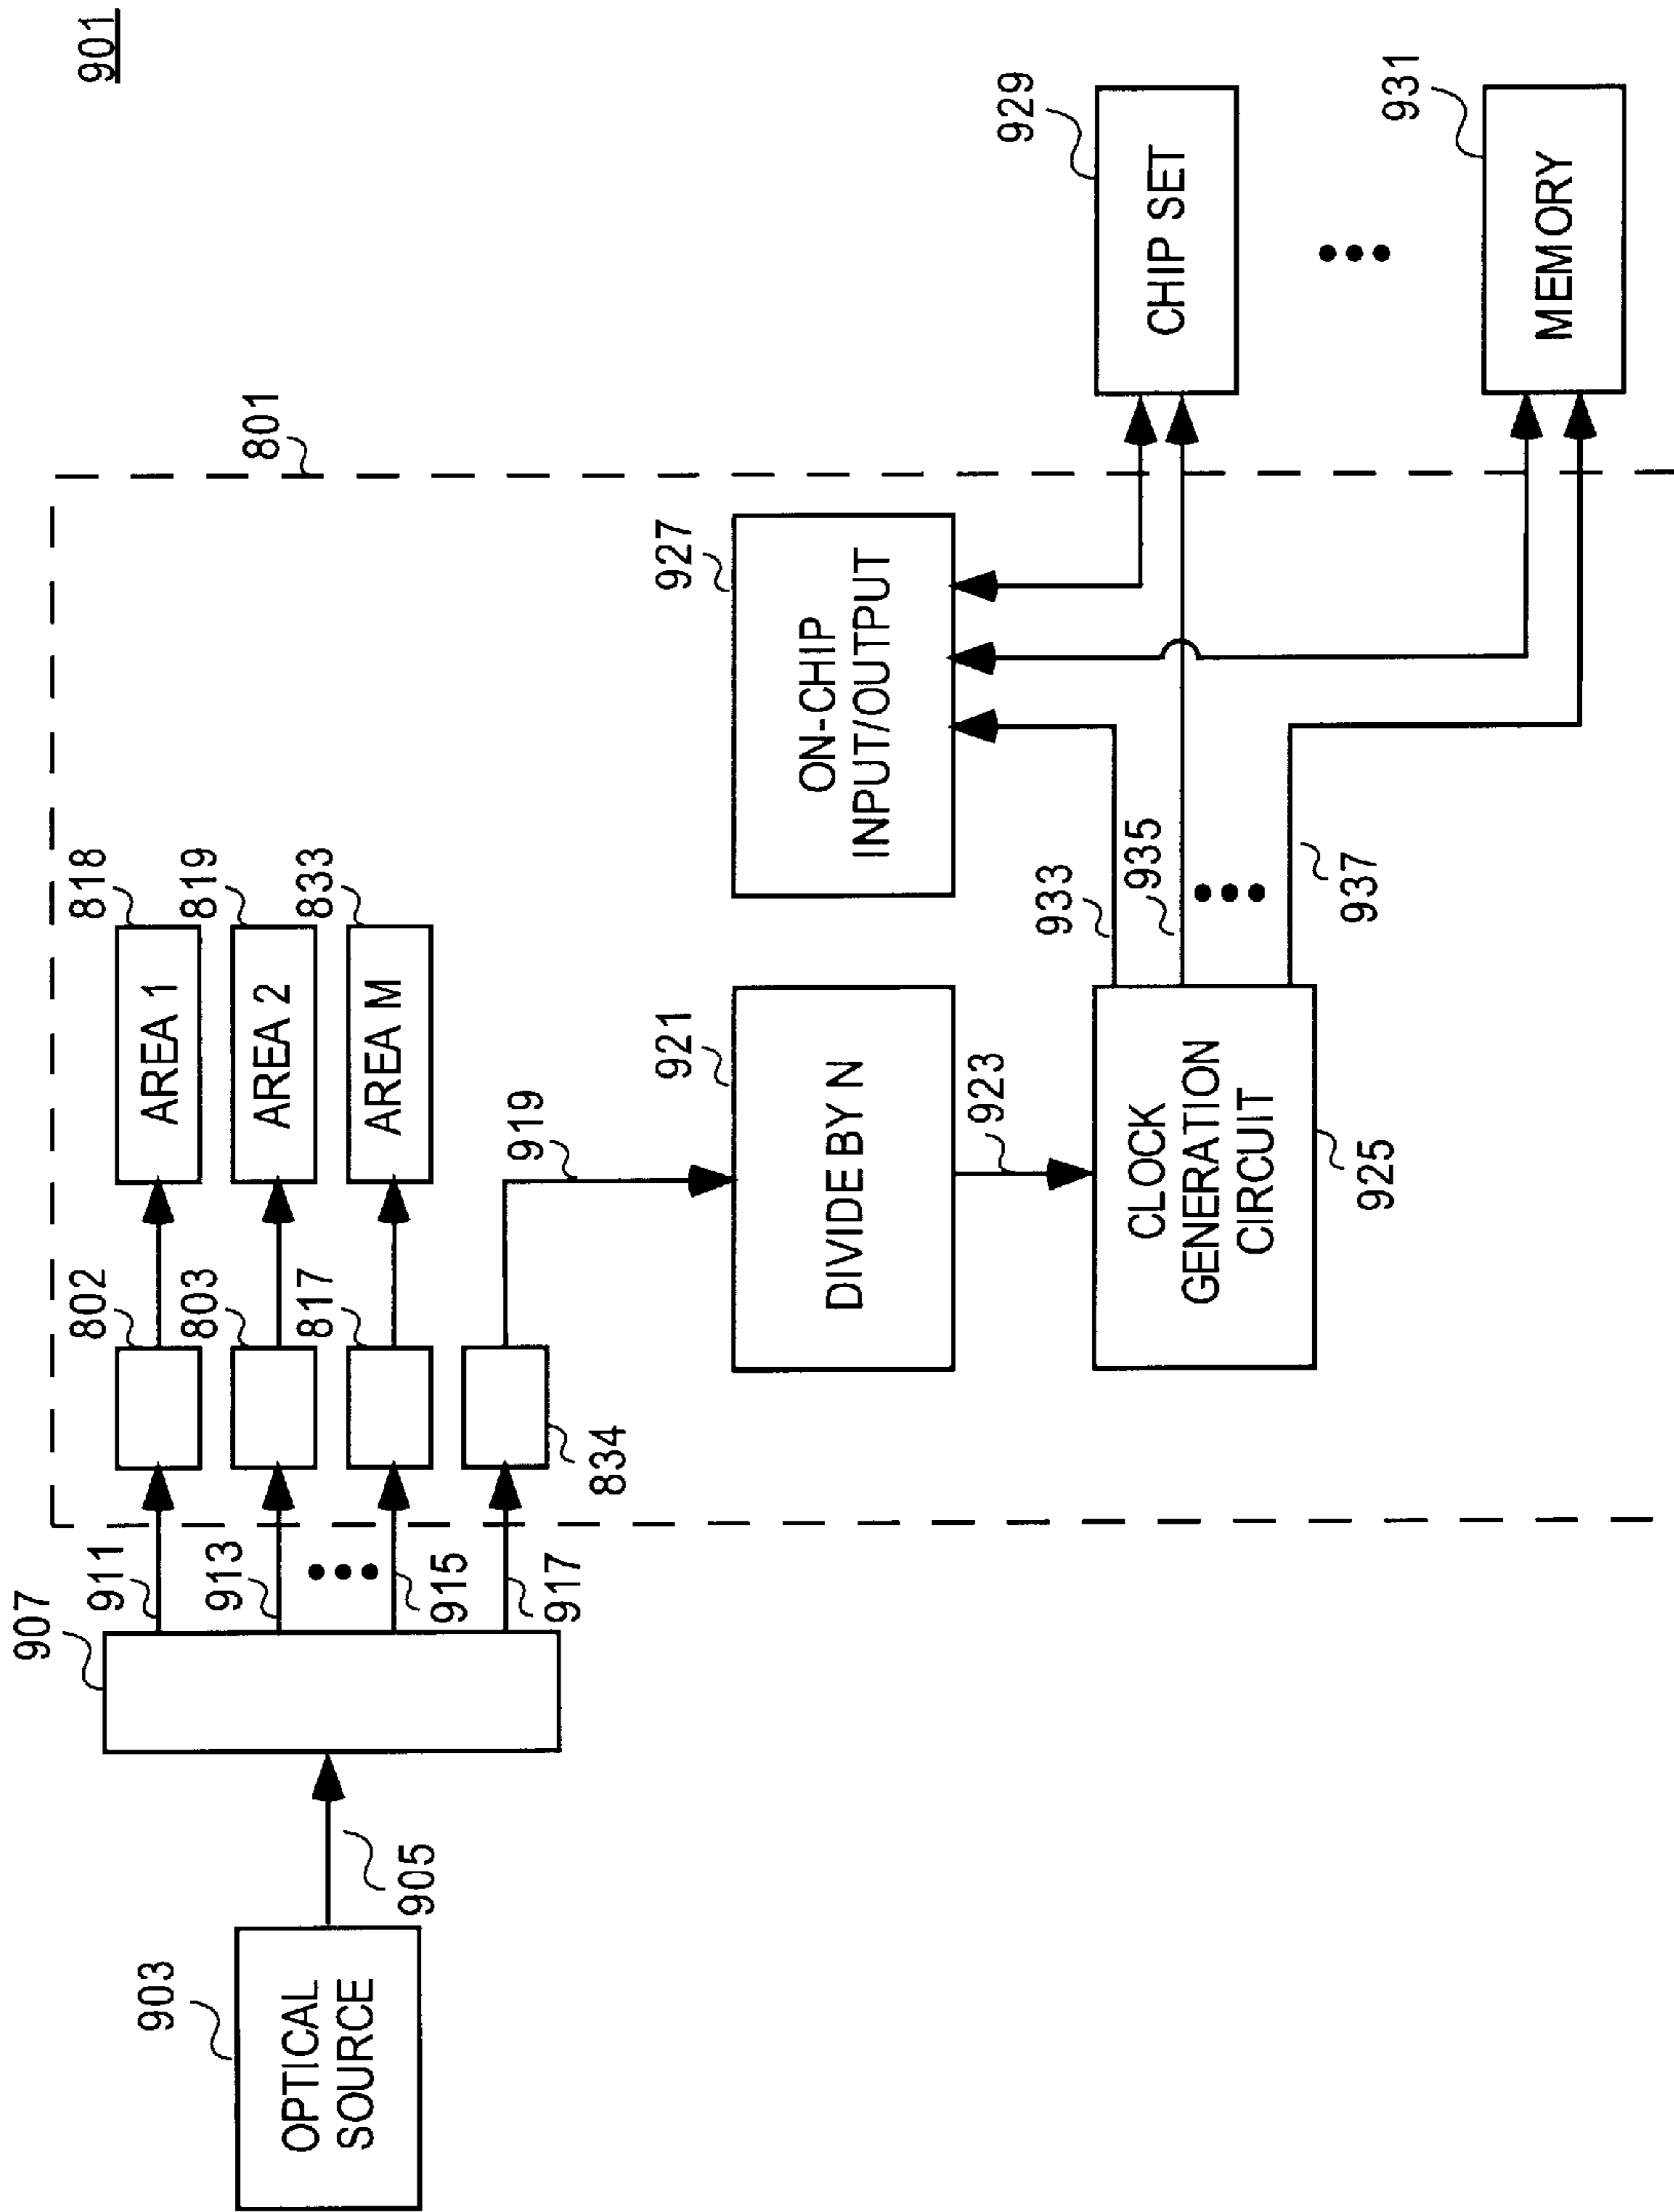 901
907
903
OPTICAL
SOURCE
905
911
913
915
917
802
803
817
834
818
AREA 1
819
AREA 2
833
AREA M
801
919
921
DIVIDE BY N
923
CLOCK
GENERATION
CIRCUIT
925
927
ON-CHIP
INPUT/OUTPUT
933
935
937
929
CHIP SET
931
MEMORY